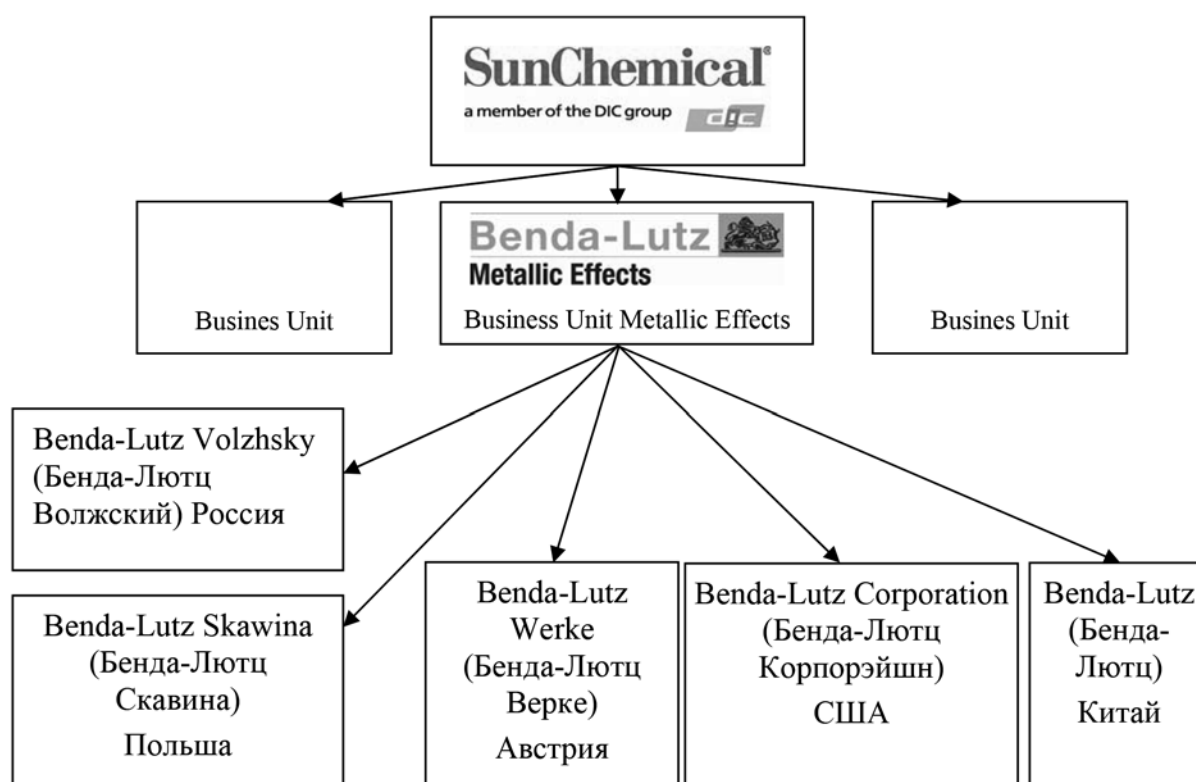 SunChemical®
a member of the DIC group dic
Benda-Lutz
Metallic Effects
Busines Unit
Business Unit Metallic Effects
Busines Unit
Benda-Lutz Volzhsky
(Бенда-Лютц
Волжский) Россия
Benda-Lutz Skawina
(Бенда-Лютц
Скавина)
Польша
Benda-Lutz
Werke
(Бенда-Лютц
Верке)
Австрия
Benda-Lutz Corporation
(Бенда-Лютц
Корпорэйшн)
США
Benda-Lutz
(Бенда-
Лютц)
Китай